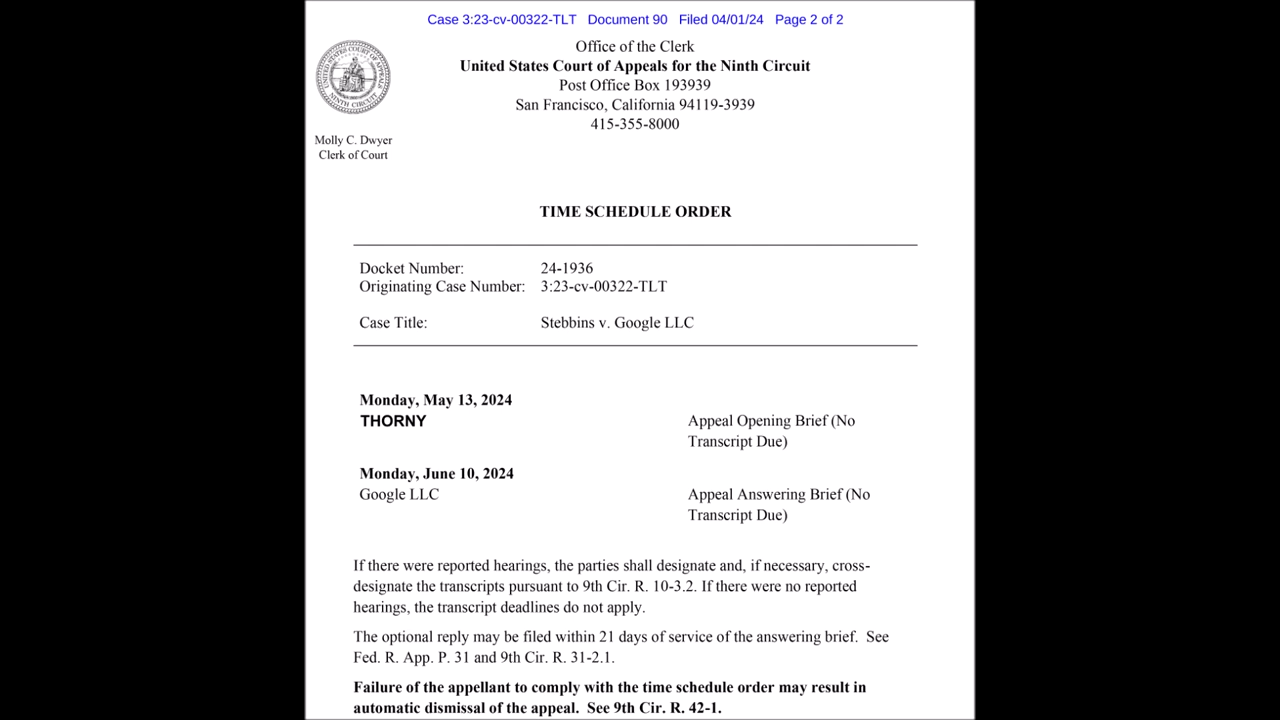 Case 3:23-cv-00322-TLT Document 90 Filed 04/01/24 Page 2 of 2
Office of the Clerk
United States Court of Appeals for the Ninth Circuit
Post Office Box 193939
San Francisco, California 94119-3939
415-355-8000
UNITED STATES COURT OF APPEALS
NINTH CIRCUIT
Molly C. Dwyer
Clerk of Court
TIME SCHEDULE ORDER
Docket Number: 24-1936
Originating Case Number: 3:23-cv-00322-TLT
Case Title: Stebbins v. Google LLC
Monday, May 13, 2024
THORNY Appeal Opening Brief (No
Transcript Due)
Monday, June 10, 2024
Google LLC Appeal Answering Brief (No
Transcript Due)
If there were reported hearings, the parties shall designate and, if necessary, cross-
designate the transcripts pursuant to 9th Cir. R. 10-3.2. If there were no reported
hearings, the transcript deadlines do not apply.
The optional reply may be filed within 21 days of service of the answering brief. See
Fed. R. App. P. 31 and 9th Cir. R. 31-2.1.
Failure of the appellant to comply with the time schedule order may result in
automatic dismissal of the appeal. See 9th Cir. R. 42-1.